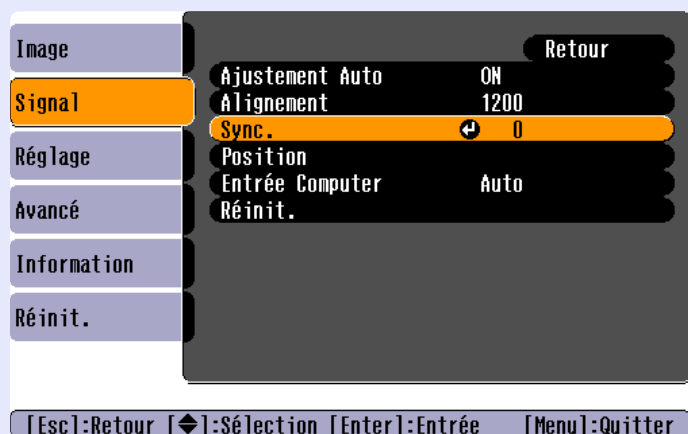 Image
Signal
Réglage
Avancé
Information
Réinit.
Retour
Ajustement Auto ON
Alignement 1200
Sync. 0
Position
Entrée Computer Auto
Réinit.
[Esc]:Retour [◆]:Sélection [Enter]:Entrée [Menu]:Quitter